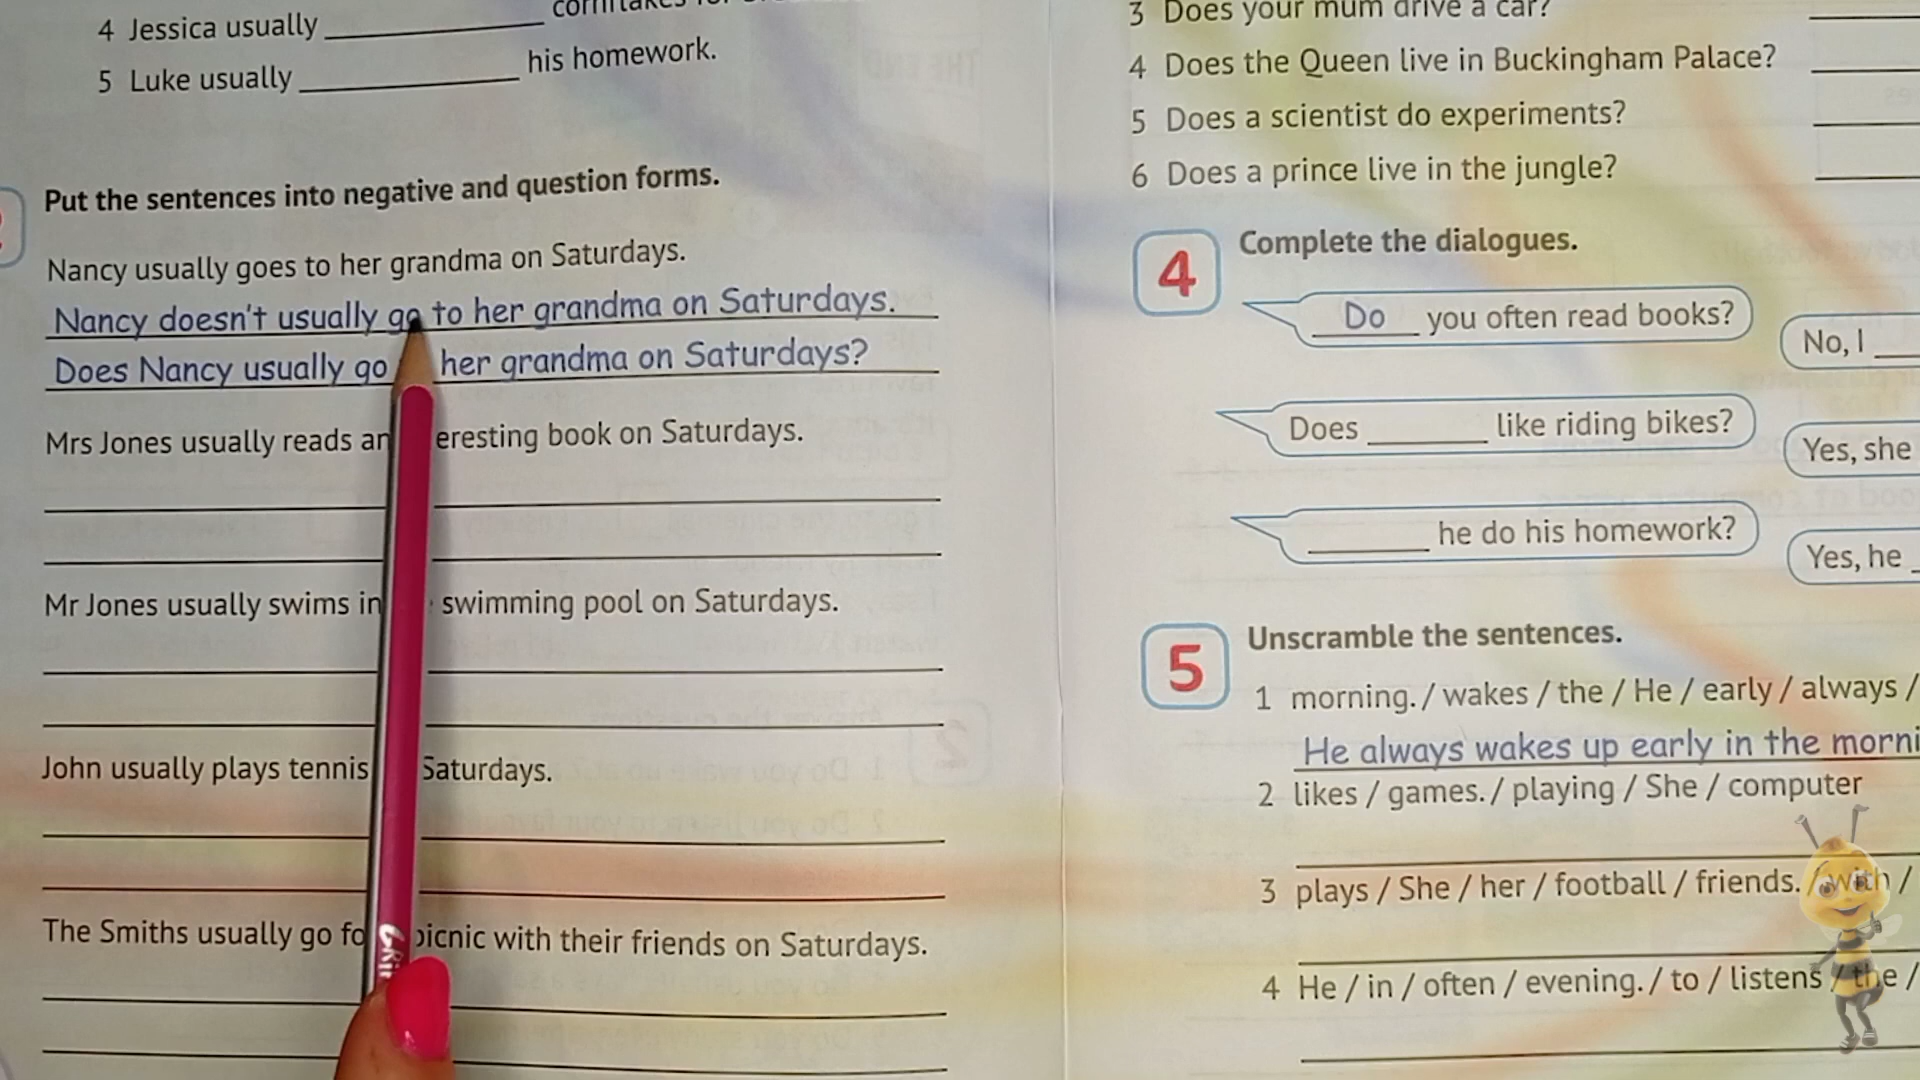 4 Jessica usually
5 Luke usually his homework.
Put the sentences into negative and question forms.
Nancy usually goes to her grandma on Saturdays.
Nancy doesn't usually go to her grandma on Saturdays.
Does Nancy usually go her grandma on Saturdays?
Mrs Jones usually reads an eresting book on Saturdays.
Mr Jones usually swims in swimming pool on Saturdays.
John usually plays tennis Saturdays.
The Smiths usually go fo picnic with their friends on Saturdays.
3 Does your mum drive a car?
4 Does the Queen live in Buckingham Palace?
5 Does a scientist do experiments?
6 Does a prince live in the jungle?
4 Complete the dialogues.
Do you often read books?
No, I
Does ______ like riding bikes?
Yes, she
______ he do his homework?
Yes, he
5 Unscramble the sentences.
1 morning. / wakes / the / He / early / always /
He always wakes up early in the morni
2 likes / games. / playing / She / computer
3 plays / She / her / football / friends. / with /
4 He / in / often / evening. / to / listens / the /